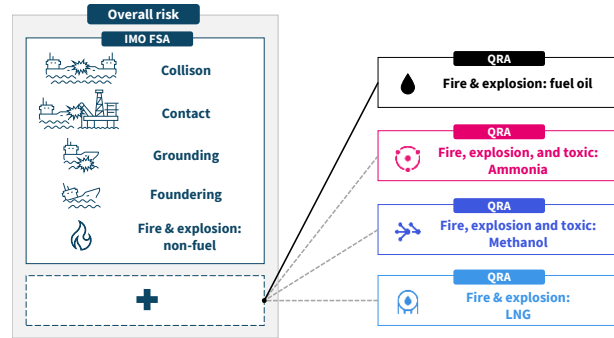 Overall risk
IMO FSA
Collison
Contact
Grounding
Foundering
Fire & explosion:
non-fuel
QRA
Fire & explosion: fuel oil
QRA
Fire, explosion, and toxic:
Ammonia
QRA
Fire, explosion and toxic:
Methanol
QRA
Fire & explosion:
LNG